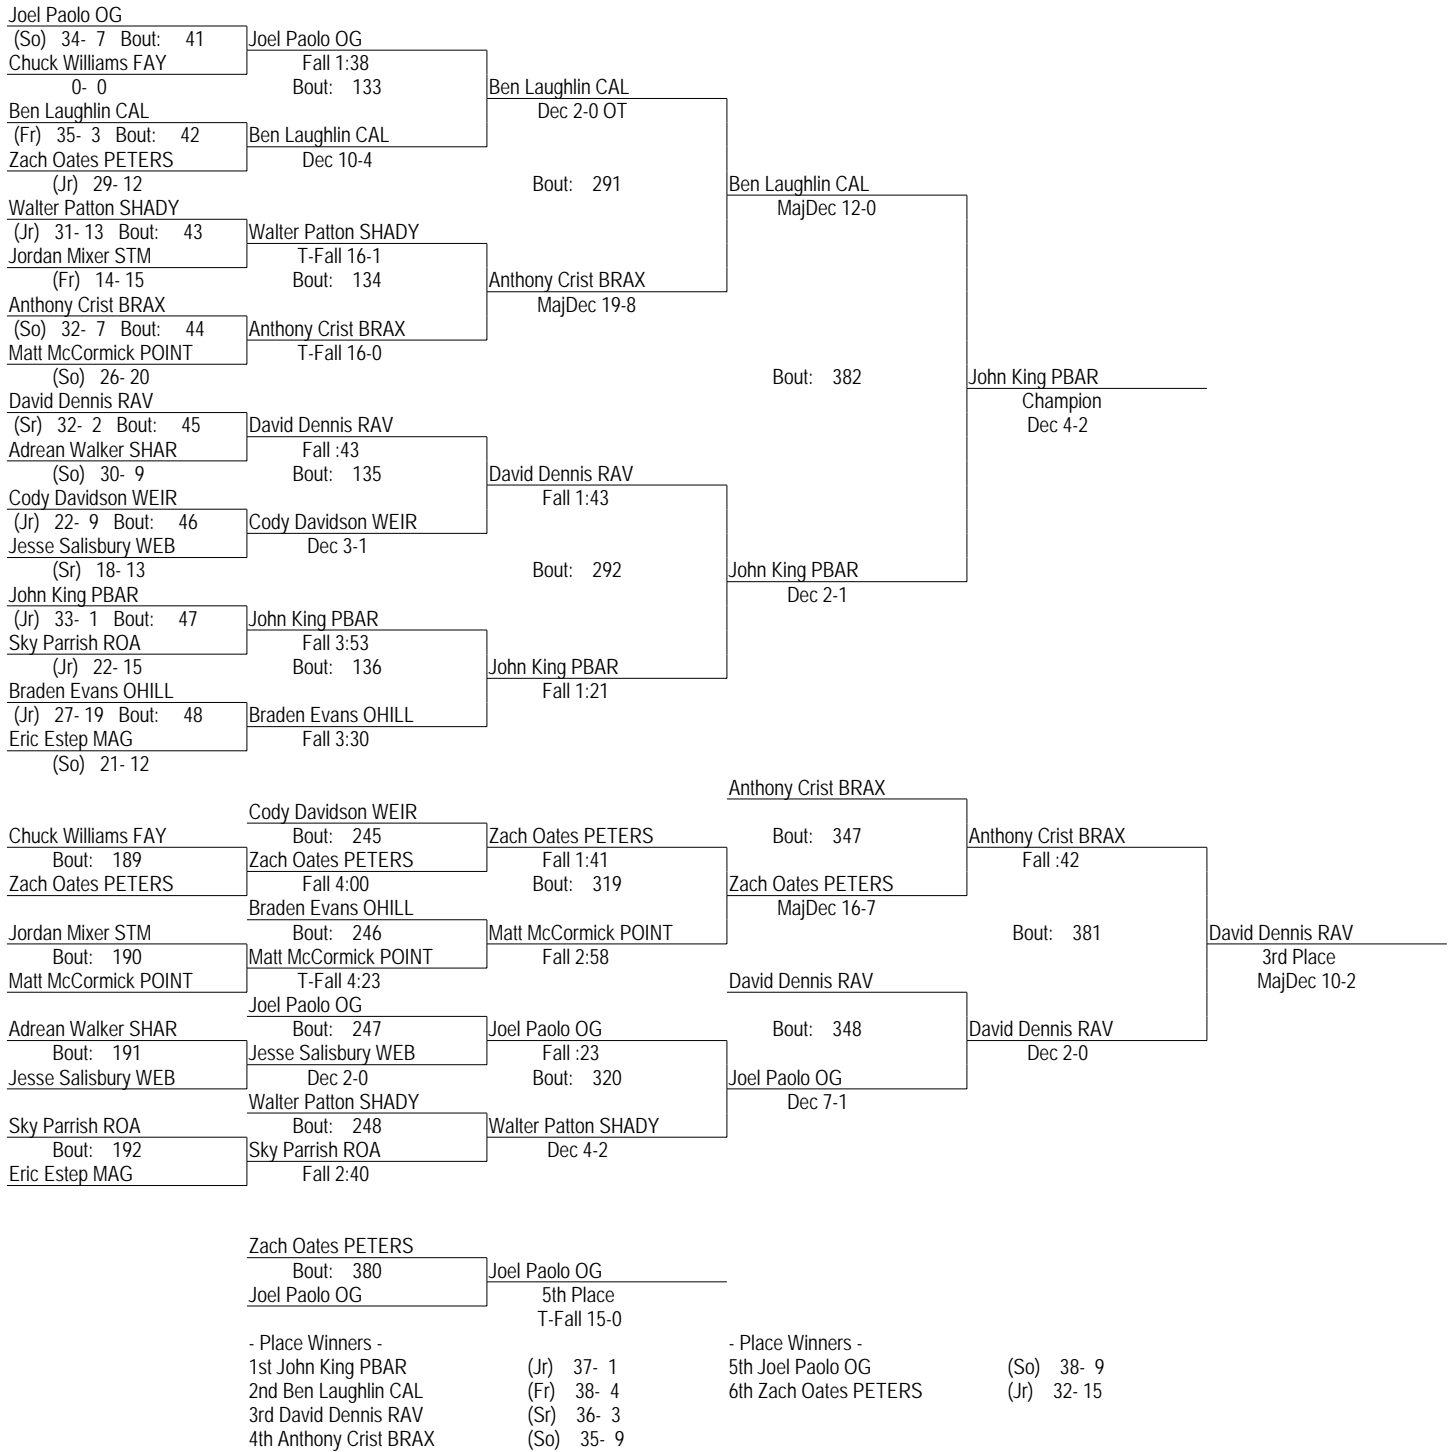 Joel Paolo OG
(So) 34- 7 Bout: 41 Joel Paolo OG
Chuck Williams FAY Fall 1:38
0- 0 Bout: 133 Ben Laughlin CAL
Ben Laughlin CAL Dec 2-0 OT
(Fr) 35- 3 Bout: 42 Ben Laughlin CAL
Zach Oates PETERS Dec 10-4
(Jr) 29- 12 Bout: 291 Ben Laughlin CAL
Walter Patton SHADY MajDec 12-0
(Jr) 31- 13 Bout: 43 Walter Patton SHADY
Jordan Mixer STM T-Fall 16-1
(Fr) 14- 15 Bout: 134 Anthony Crist BRAX
Anthony Crist BRAX MajDec 19-8
(So) 32- 7 Bout: 44 Anthony Crist BRAX
Matt McCormick POINT T-Fall 16-0
(So) 26- 20 Bout: 382 John King PBAR
David Dennis RAV Champion
(Sr) 32- 2 Bout: 45 David Dennis RAV Dec 4-2
Adrean Walker SHAR Fall :43
(So) 30- 9 Bout: 135 David Dennis RAV
Cody Davidson WEIR Fall 1:43
(Jr) 22- 9 Bout: 46 Cody Davidson WEIR
Jesse Salisbury WEB Dec 3-1
(Sr) 18- 13 Bout: 292 John King PBAR
John King PBAR Dec 2-1
(Jr) 33- 1 Bout: 47 John King PBAR
Sky Parrish ROA Fall 3:53
(Jr) 22- 15 Bout: 136 John King PBAR
Braden Evans OHILL Fall 1:21
(Jr) 27- 19 Bout: 48 Braden Evans OHILL
Eric Estep MAG Fall 3:30
(So) 21- 12
Anthony Crist BRAX
Cody Davidson WEIR
Chuck Williams FAY Bout: 245 Zach Oates PETERS Bout: 347 Anthony Crist BRAX
Bout: 189 Zach Oates PETERS Fall 1:41 Fall :42
Zach Oates PETERS Fall 4:00 Bout: 319 Zach Oates PETERS
Braden Evans OHILL MajDec 16-7
Jordan Mixer STM Bout: 246 Matt McCormick POINT Bout: 381 David Dennis RAV
Bout: 190 Matt McCormick POINT Fall 2:58 3rd Place
Matt McCormick POINT T-Fall 4:23 David Dennis RAV MajDec 10-2
Joel Paolo OG
Adrean Walker SHAR Bout: 247 Joel Paolo OG Bout: 348 David Dennis RAV
Bout: 191 Jesse Salisbury WEB Fall :23 Dec 2-0
Jesse Salisbury WEB Dec 2-0 Bout: 320 Joel Paolo OG
Walter Patton SHADY Dec 7-1
Sky Parrish ROA Bout: 248 Walter Patton SHADY
Bout: 192 Sky Parrish ROA Dec 4-2
Eric Estep MAG Fall 2:40
Zach Oates PETERS
Bout: 380 Joel Paolo OG
Joel Paolo OG 5th Place
T-Fall 15-0
- Place Winners - - Place Winners -
1st John King PBAR (Jr) 37- 1 5th Joel Paolo OG (So) 38- 9
2nd Ben Laughlin CAL (Fr) 38- 4 6th Zach Oates PETERS (Jr) 32- 15
3rd David Dennis RAV (Sr) 36- 3
4th Anthony Crist BRAX (So) 35- 9